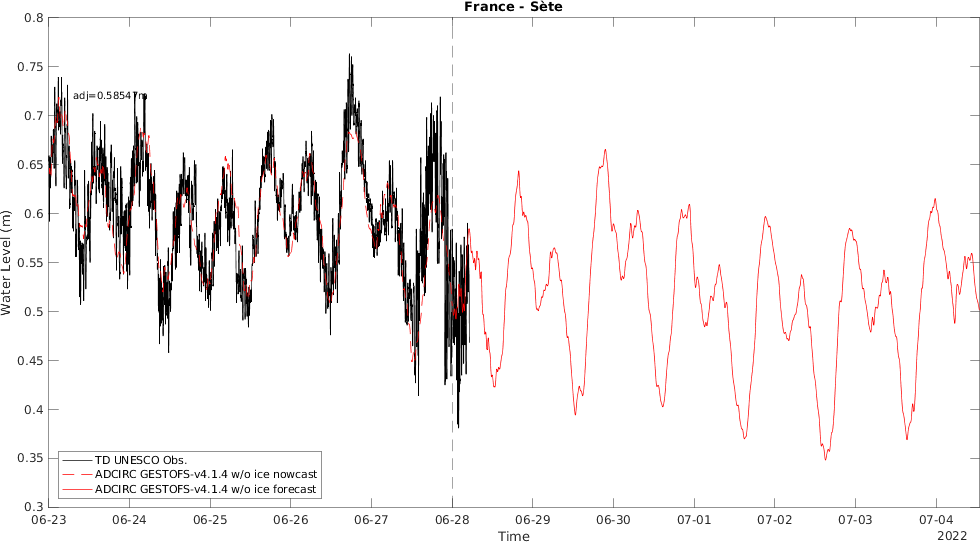 France - Sète
0.8
0.75
0.7
0.65
0.6
0.55
0.5
0.45
0.4
0.35
0.3
Water Level (m)
adj=0.58547m
TD UNESCO Obs.
ADCIRC GESTOFS-v4.1.4 w/o ice nowcast
ADCIRC GESTOFS-v4.1.4 w/o ice forecast
06-23 06-24 06-25 06-26 06-27 06-28 06-29 06-30 07-01 07-02 07-03 07-04
Time
2022